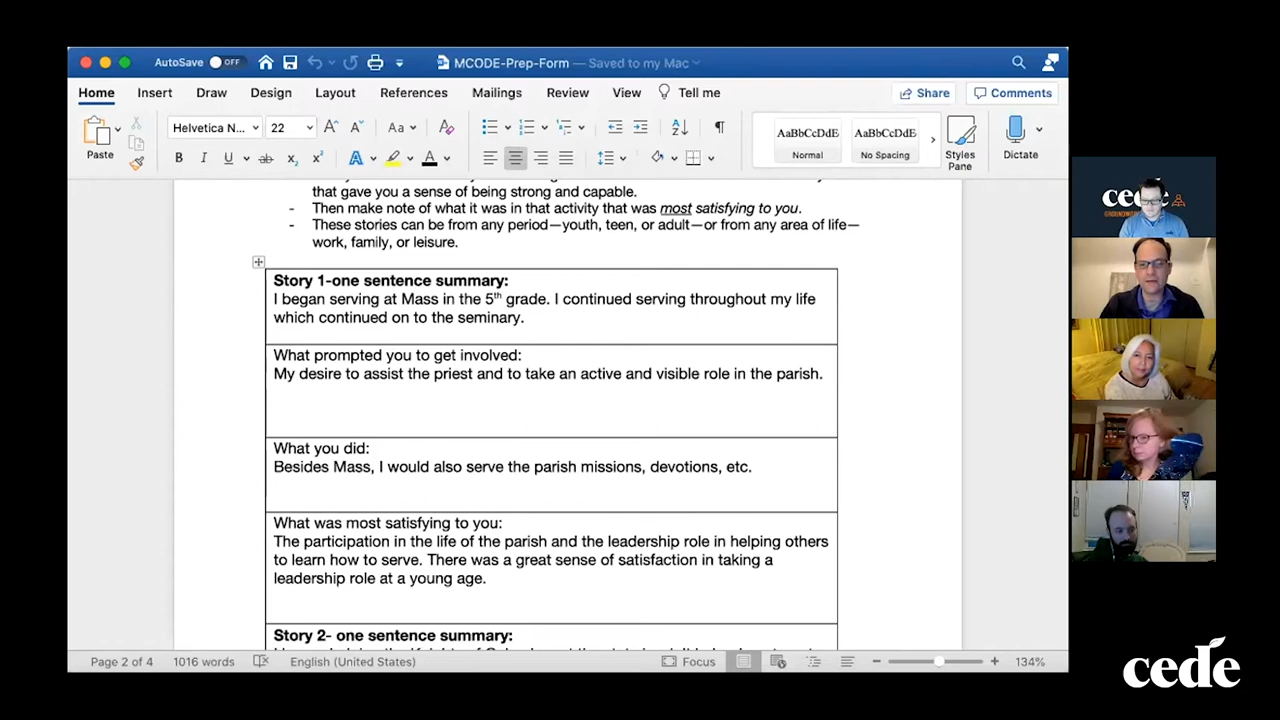 AutoSave OFF MCODE-Prep-Form — Saved to my Mac
Home Insert Draw Design Layout References Mailings Review View Tell me Share Comments
Paste Helvetica N... 22 AaBbCcDdE Normal AaBbCcDdE No Spacing Styles Pane Dictate
that gave you a sense of being strong and capable.
- Then make note of what it was in that activity that was most satisfying to you.
- These stories can be from any period—youth, teen, or adult—or from any area of life—
work, family, or leisure.
Story 1-one sentence summary:
I began serving at Mass in the 5th grade. I continued serving throughout my life
which continued on to the seminary.
What prompted you to get involved:
My desire to assist the priest and to take an active and visible role in the parish.
What you did:
Besides Mass, I would also serve the parish missions, devotions, etc.
What was most satisfying to you:
The participation in the life of the parish and the leadership role in helping others
to learn how to serve. There was a great sense of satisfaction in taking a
leadership role at a young age.
Story 2- one sentence summary:
Page 2 of 4 1016 words English (United States) Focus 134%
cede